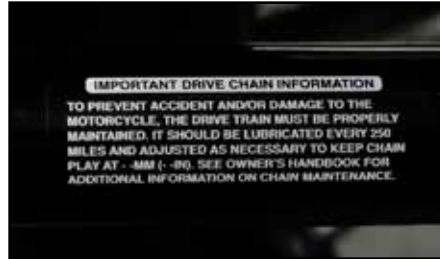 IMPORTANT DRIVE CHAIN INFORMATION
TO PREVENT ACCIDENT AND/OR DAMAGE TO THE
MOTORCYCLE, THE DRIVE TRAIN MUST BE PROPERLY
MAINTAINED. IT SHOULD BE LUBRICATED EVERY 250
MILES AND ADJUSTED AS NECESSARY TO KEEP CHAIN
PLAY AT - -MM (- -IN). SEE OWNER'S HANDBOOK FOR
ADDITIONAL INFORMATION ON CHAIN MAINTENANCE.